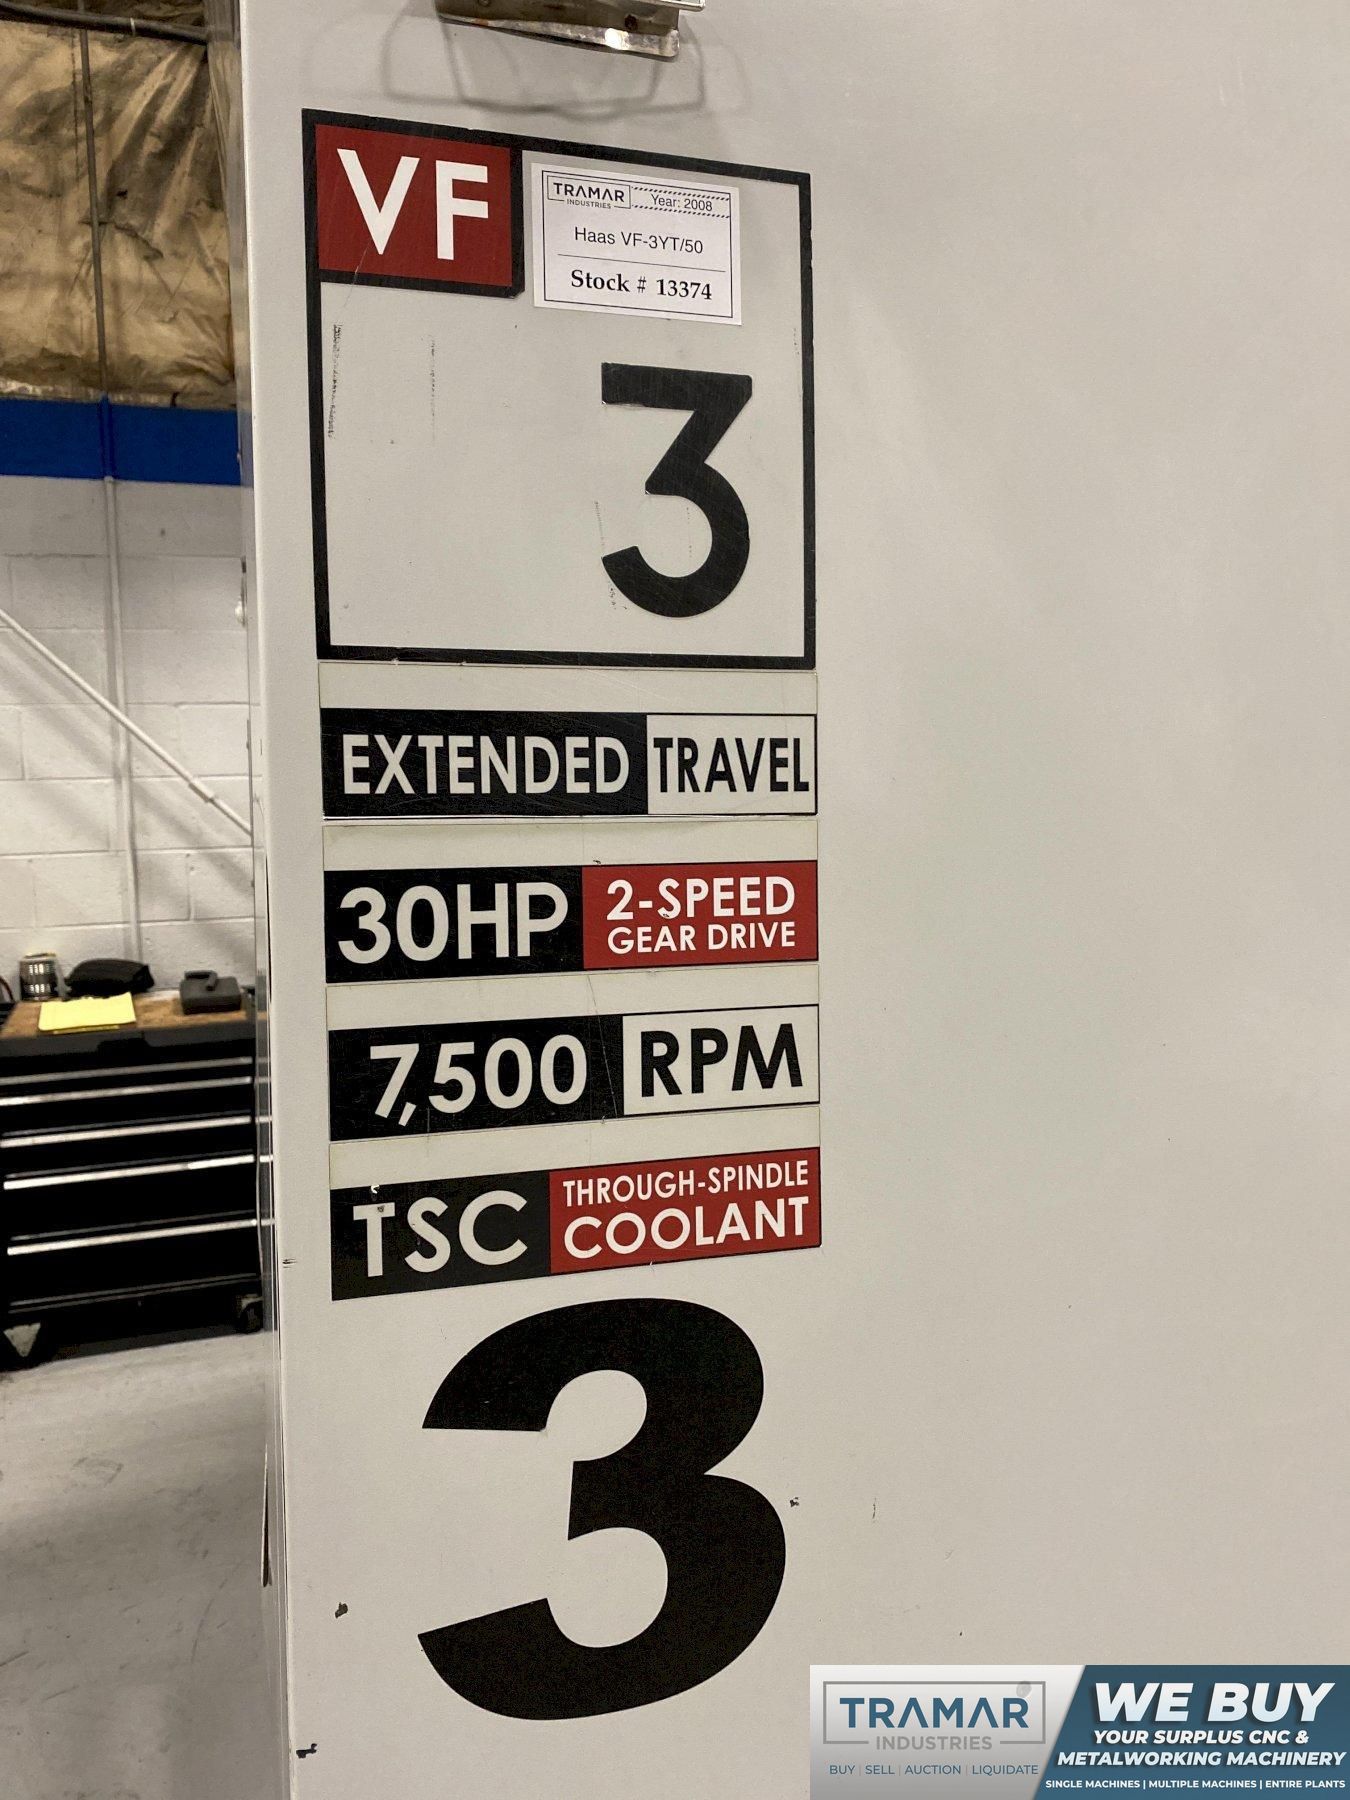 VF
TRAMAR
INDUSTRIES
Year: 2008
Haas VF-3YT/50
Stock # 13374
3
EXTENDED TRAVEL
30HP 2-SPEED
GEAR DRIVE
7,500 RPM
TSC THROUGH-SPINDLE
COOLANT
3
TRAMAR
INDUSTRIES
BUY | SELL | AUCTION | LIQUIDATE
WE BUY
YOUR SURPLUS CNC &
METALWORKING MACHINERY
SINGLE MACHINES | MULTIPLE MACHINES | ENTIRE PLANTS